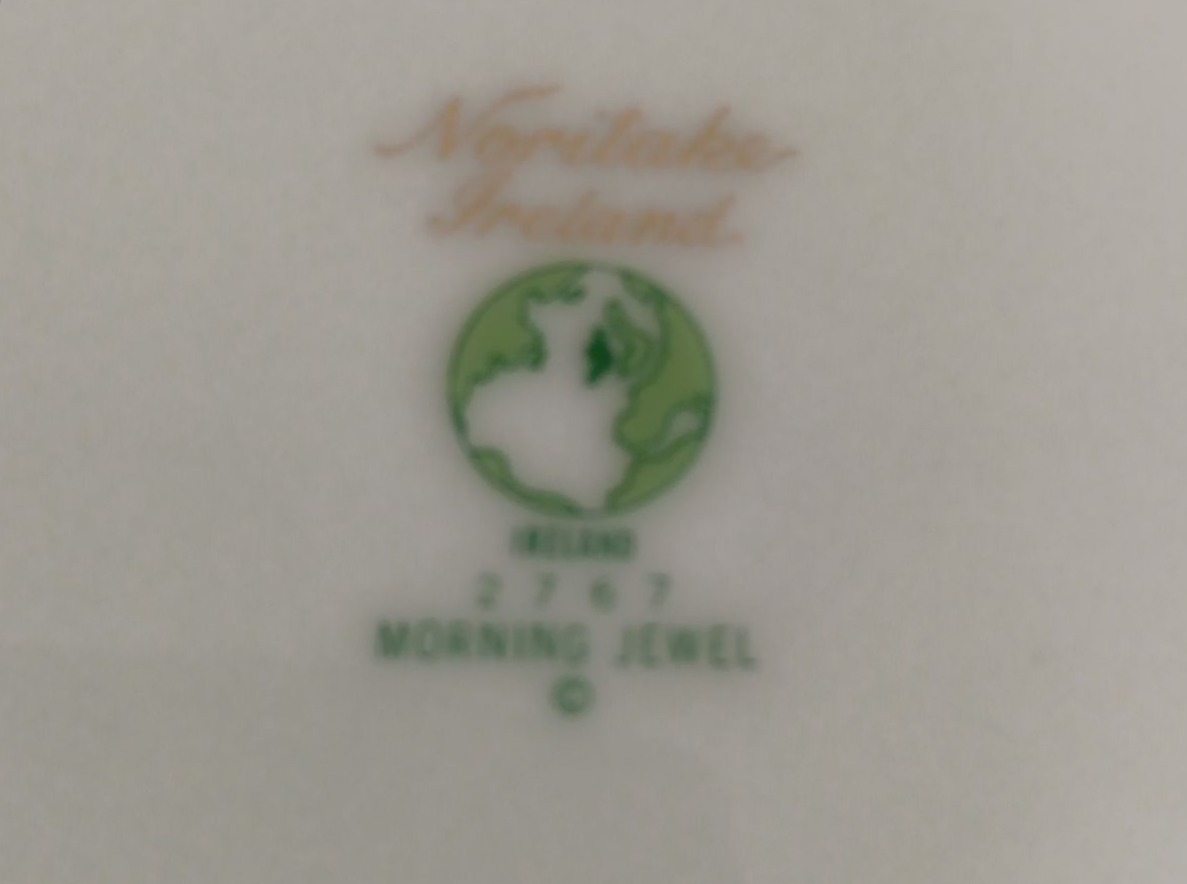 Noritake
Ireland
IRELAND
2767
MORNING JEWEL
©